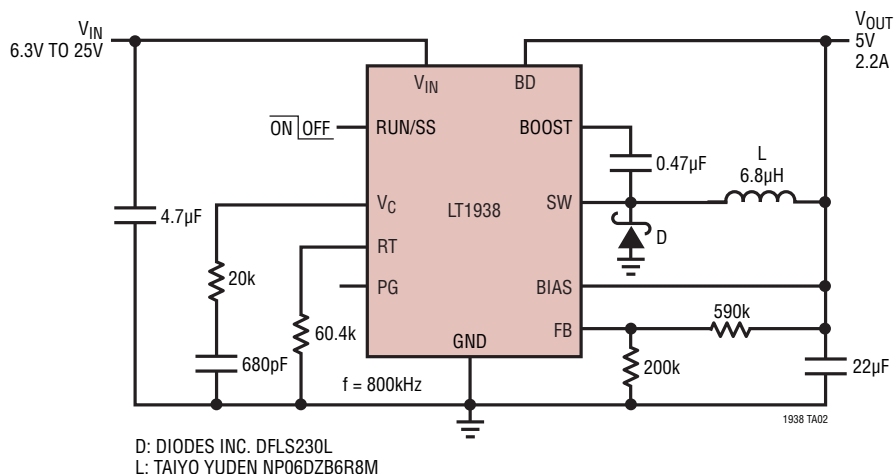 VIN
6.3V TO 25V
VOUT
5V
2.2A
VIN
BD
ON OFF
RUN/SS
BOOST
0.47µF
L
6.8µH
4.7µF
VC
LT1938
SW
D
20k
RT
PG
BIAS
590k
60.4k
FB
680pF
GND
200k
22µF
f = 800kHz
1938 TA02
D: DIODES INC. DFLS230L
L: TAIYO YUDEN NP06DZB6R8M